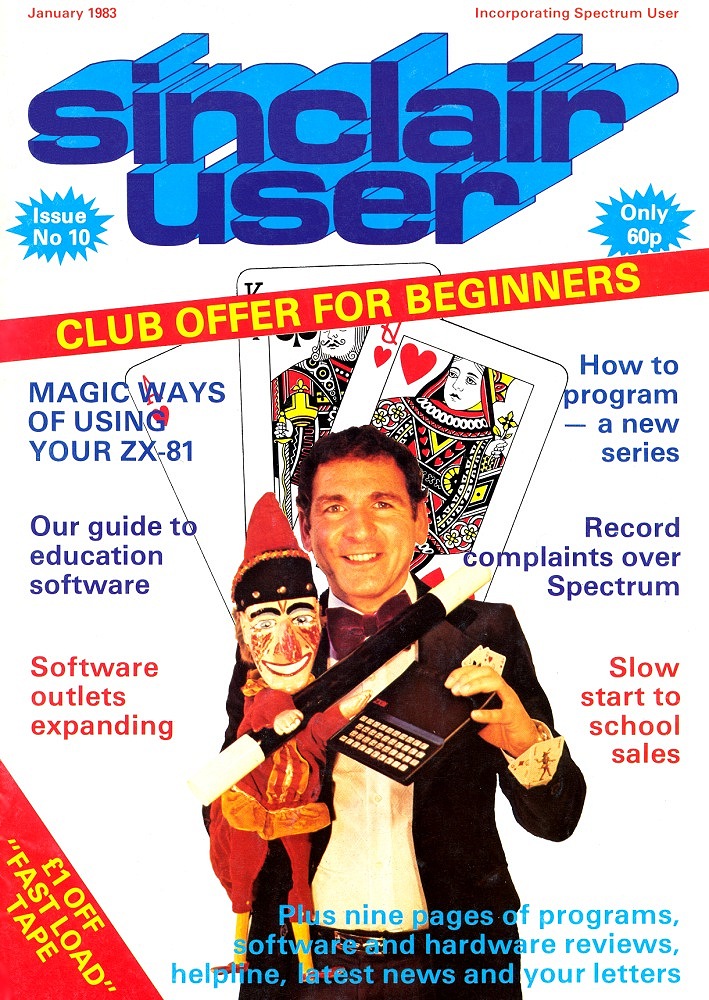 January 1983
Incorporating Spectrum User
sinclair
user
Issue
No 10
Only
60p
K
CLUB OFFER FOR BEGINNERS
MAGIC WAYS
OF USING
YOUR ZX-81
How to
program
— a new
series
Our guide to
education
software
Record
complaints over
Spectrum
Software
outlets
expanding
Slow
start to
school
sales
£1 OFF
"FAST LOAD"
TAPE
Plus nine pages of programs,
software and hardware reviews,
helpline, latest news and your letters